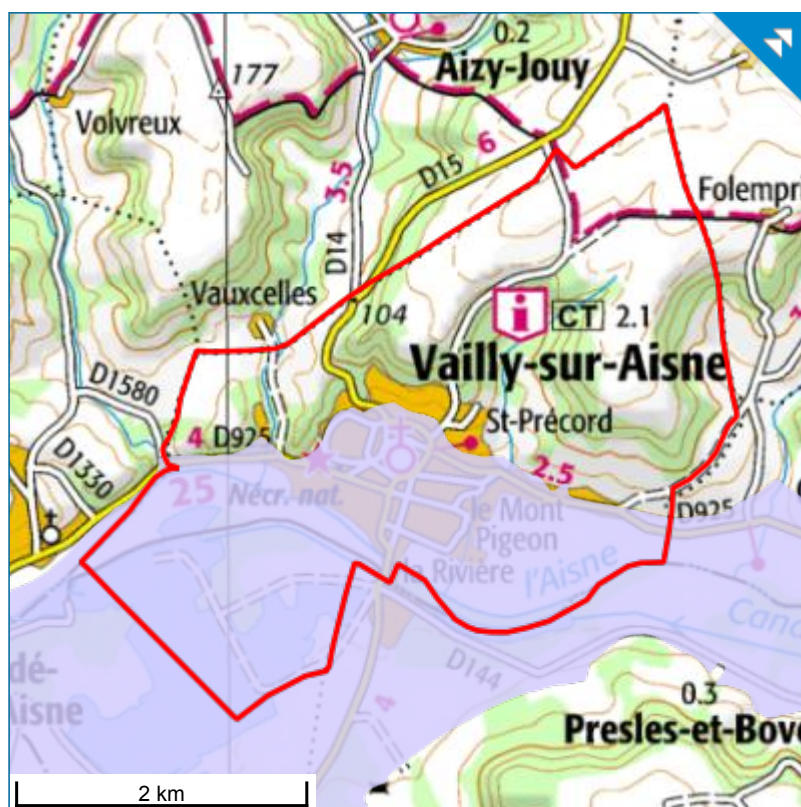 0.2
Aizy-Jouy
177
Volvreux
D15
6
3.5
Folempri
D14
Vauxcelles
104
CT 2.1
Vailly-sur-Aisne
D1580
St-Précord
4 D925
D1330
25
Nécr. nat.
2.5
D925
le Mont
Pigeon
la Rivière
l'Aisne
Cana
D144
dé-
Aisne
4
0.3
Presles-et-Bove
2 km